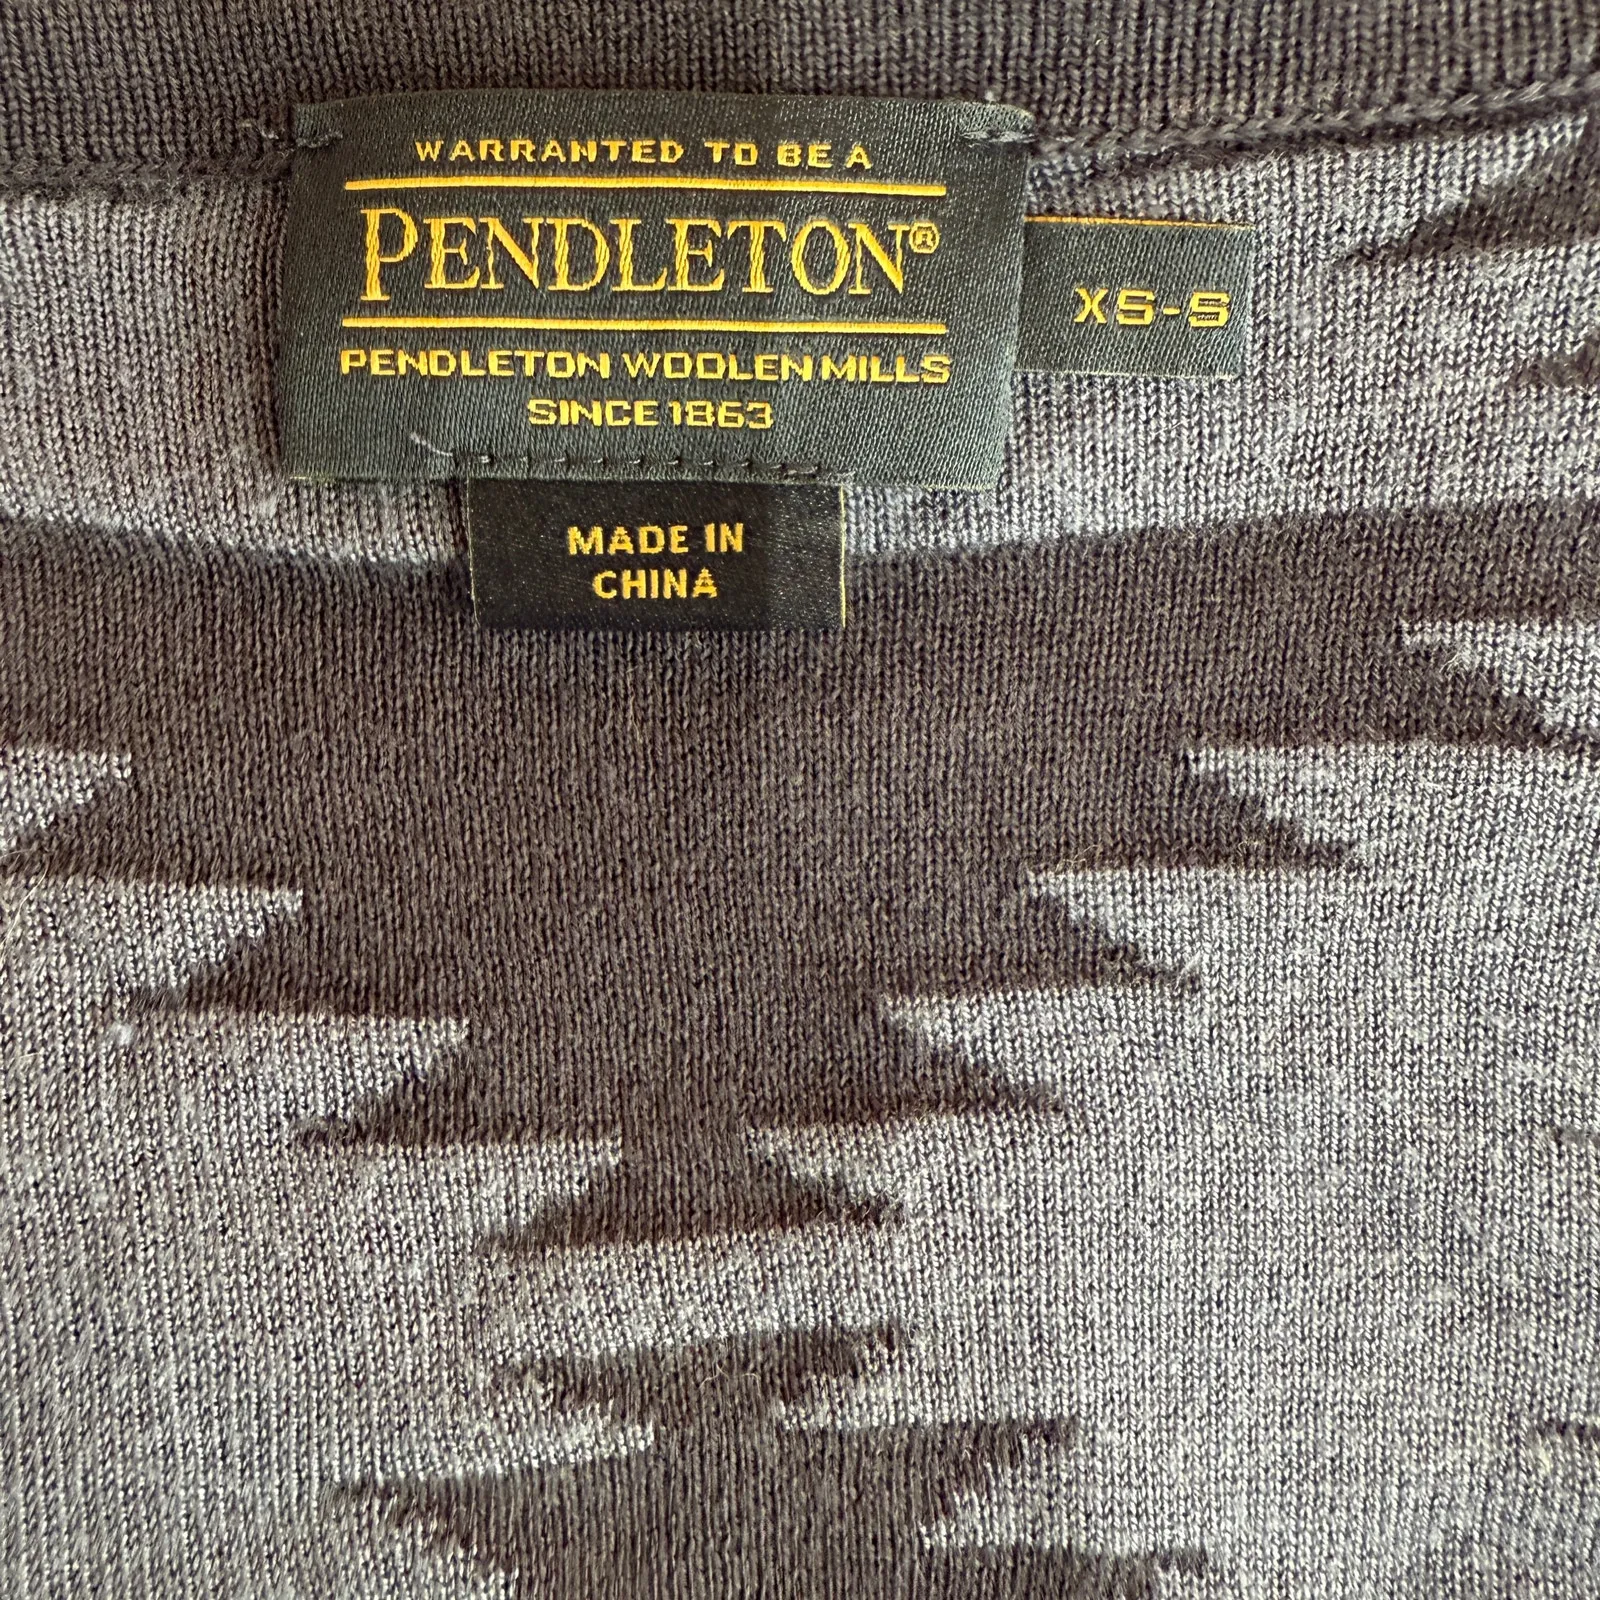 WARRANTED TO BE A
PENDLETON®
PENDLETON WOOLEN MILLS
SINCE 1863
XS-S
MADE IN
CHINA